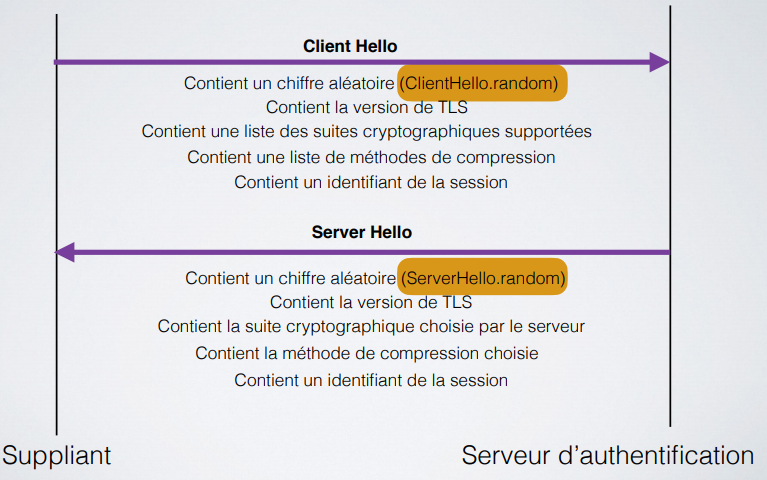 Client Hello
Contient un chiffre aléatoire (ClientHello.random)
Contient la version de TLS
Contient une liste des suites cryptographiques supportées
Contient une liste de méthodes de compression
Contient un identifiant de la session
Server Hello
Contient un chiffre aléatoire (ServerHello.random)
Contient la version de TLS
Contient la suite cryptographique choisie par le serveur
Contient la méthode de compression choisie
Contient un identifiant de la session
Suppliant
Serveur d’authentification